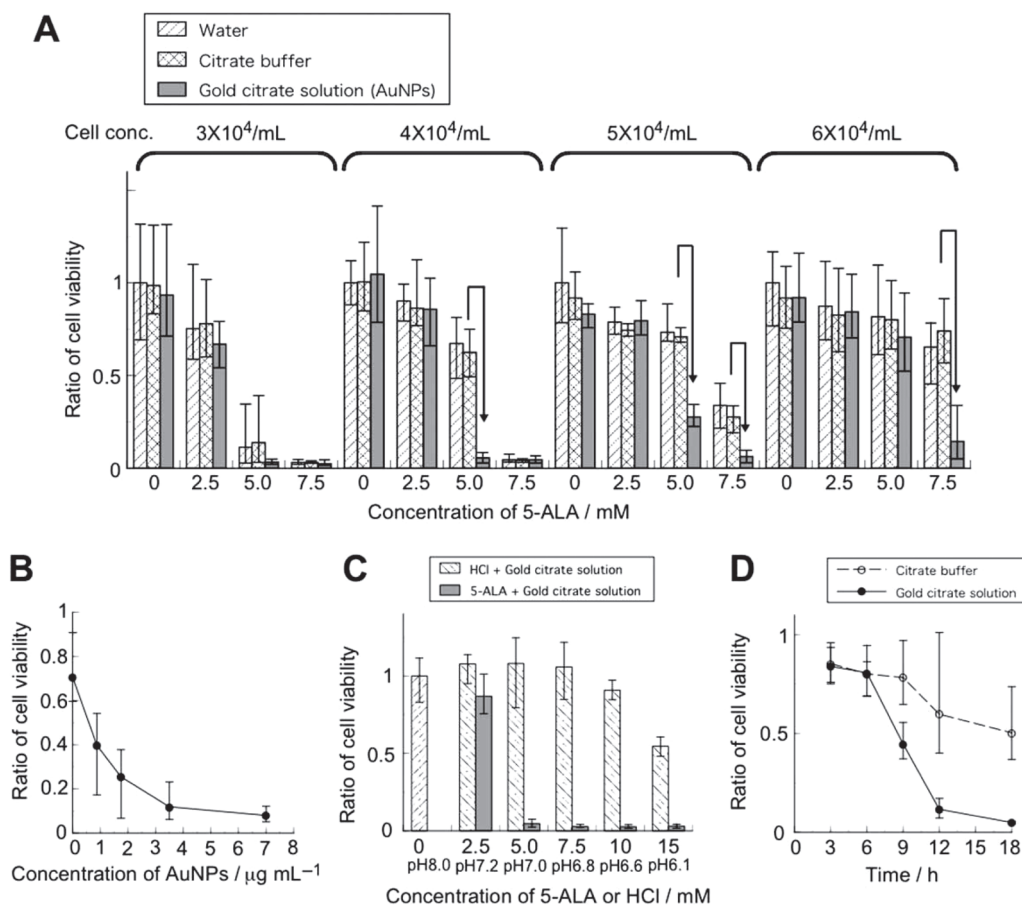 A
Water
Citrate buffer
Gold citrate solution (AuNPs)
Cell conc. 3X10⁴/mL 4X10⁴/mL 5X10⁴/mL 6X10⁴/mL
Ratio of cell viability
1
0.5
0
0 2.5 5.0 7.5 0 2.5 5.0 7.5 0 2.5 5.0 7.5 0 2.5 5.0 7.5
Concentration of 5-ALA / mM
B
Ratio of cell viability
1
0.8
0.6
0.4
0.2
0
0 1 2 3 4 5 6 7 8
Concentration of AuNPs / μg mL⁻¹
C
HCl + Gold citrate solution
5-ALA + Gold citrate solution
Ratio of cell viability
1
0.5
0
0 2.5 5.0 7.5 10 15
pH8.0 pH7.2 pH7.0 pH6.8 pH6.6 pH6.1
Concentration of 5-ALA or HCl / mM
D
Citrate buffer
Gold citrate solution
Ratio of cell viability
1
0.5
0
0 3 6 9 12 15 18
Time / h